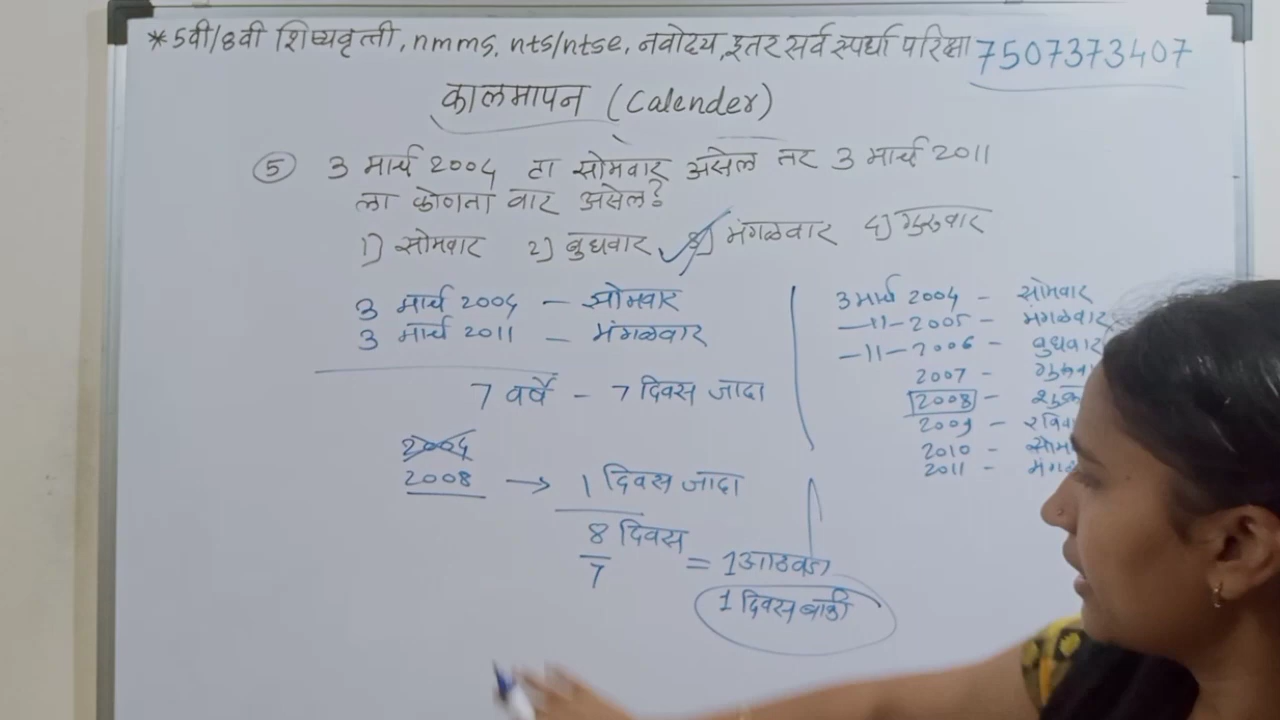 *5वी/8वी शिष्यवृत्ती, nmms, nts/ntse, नवोदय, इतर सर्व स्पर्धा परिक्षा 7507373407
कालमापन (Calender)
5 3 मार्च 2004 ला सोमवार असेल तर 3 मार्च 2011
ला कोणता वार असेल?
1) सोमवार 2) बुधवार 3) मंगळवार 4) गुरुवार
3 मार्च 2004 - सोमवार
3 मार्च 2011 - मंगळवार
7 वर्षे - 7 दिवस जादा
2004
2008 → 1 दिवस जादा
8 दिवस
7
= 1 आठवडा
1 दिवस बाकी
3 मार्च 2004 - सोमवार
-11-2005 - मंगळवार
-11-2006 - बुधवार
2007 -
2008 -
2009 -
2010 -
2011 -